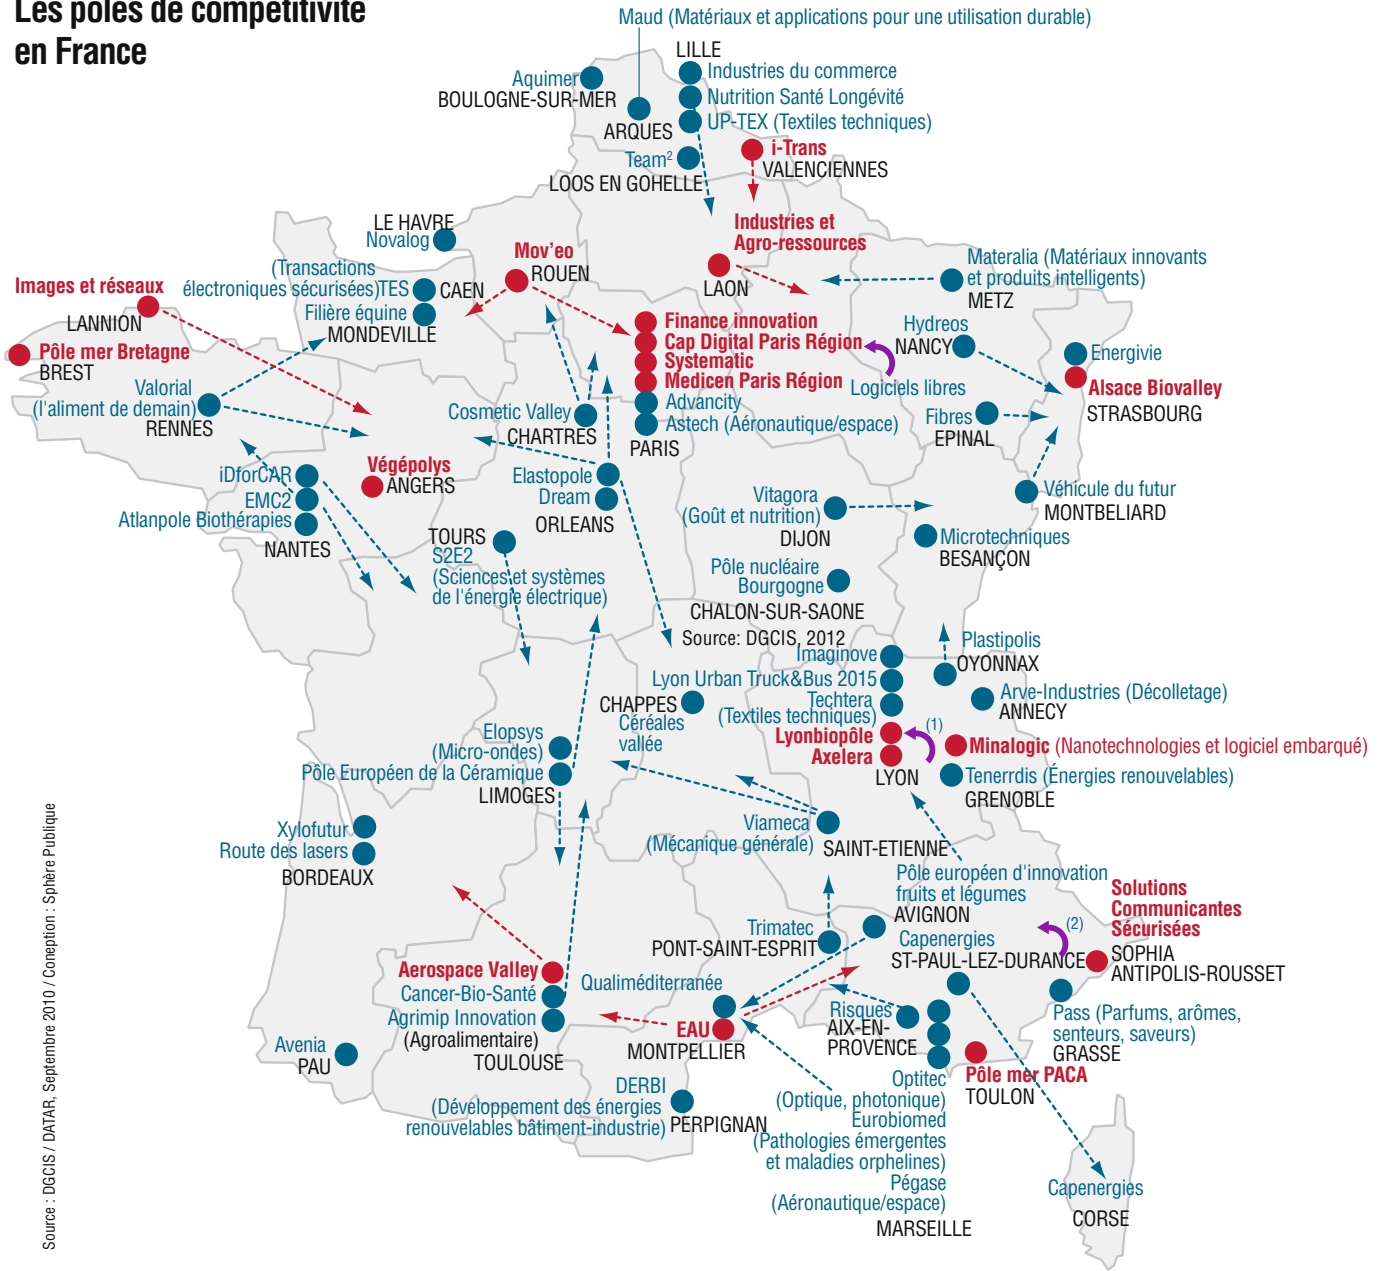 Les pôles de compétitivité
en France
Maud (Matériaux et applications pour une utilisation durable)
LILLE
Industries du commerce
Nutrition Santé Longévité
UP-TEX (Textiles techniques)
Aquimer
BOULOGNE-SUR-MER
ARQUES
Team²
LOOS EN GOHELLE
i-Trans
VALENCIENNES
Industries et
Agro-ressources
LAON
LE HAVRE
Novalog
Mov'eo
ROUEN
(Transactions
électroniques sécurisées)TES
CAEN
Filière équine
MONDEVILLE
Images et réseaux
LANNION
Pôle mer Bretagne
BREST
Valorial
(l'aliment de demain)
RENNES
Materalia (Matériaux innovants
et produits intelligents)
METZ
Hydreos
NANCY
Energivie
Alsace Biovalley
STRASBOURG
Finance innovation
Cap Digital Paris Région
Systematic
Medicen Paris Région
Advancity
Astech (Aéronautique/espace)
PARIS
Logiciels libres
Fibres
EPINAL
Cosmetic Valley
CHARTRES
Végépolys
ANGERS
iDforCAR
EMC2
Atlanpole Biothérapies
NANTES
Elastopole
Dream
ORLEANS
TOURS
S2E2
(Sciences et systèmes
de l'énergie électrique)
Vitagora
(Goût et nutrition)
DIJON
Véhicule du futur
MONTBELIARD
Microtechniques
BESANÇON
Pôle nucléaire
Bourgogne
CHALON-SUR-SAONE
Source: DGCIS, 2012
Imaginove
Lyon Urban Truck&Bus 2015
Techtera
(Textiles techniques)
Lyonbiopôle
Axelera
LYON
(1)
Plastipolis
OYONNAX
Arve-Industries (Décolletage)
ANNECY
Minalogic (Nanotechnologies et logiciel embarqué)
Tenerrdis (Énergies renouvelables)
GRENOBLE
CHAPPES
Céréales
vallée
Elopsys
(Micro-ondes)
Pôle Européen de la Céramique
LIMOGES
Viameca
(Mécanique générale)
SAINT-ETIENNE
Xylofutur
Route des lasers
BORDEAUX
Pôle européen d'innovation
fruits et légumes
AVIGNON
Trimatec
PONT-SAINT-ESPRIT
Capenergies
ST-PAUL-LEZ-DURANCE
(2)
Solutions
Communicantes
Sécurisées
SOPHIA
ANTIPOLIS-ROUSSET
Aerospace Valley
Cancer-Bio-Santé
Agrimip Innovation
(Agroalimentaire)
TOULOUSE
Qualiméditerranée
EAU
MONTPELLIER
Risques
AIX-EN-
PROVENCE
Pass (Parfums, arômes,
senteurs, saveurs)
GRASSE
Avenia
PAU
Pôle mer PACA
TOULON
DERBI
(Développement des énergies
renouvelables bâtiment-industrie)
PERPIGNAN
Optitec
(Optique, photonique)
Eurobiomed
(Pathologies émergentes
et maladies orphelines)
Pégase
(Aéronautique/espace)
MARSEILLE
Capenergies
CORSE
Source : DGCIS / DATAR, Septembre 2010 / Conception : Sphère Publique